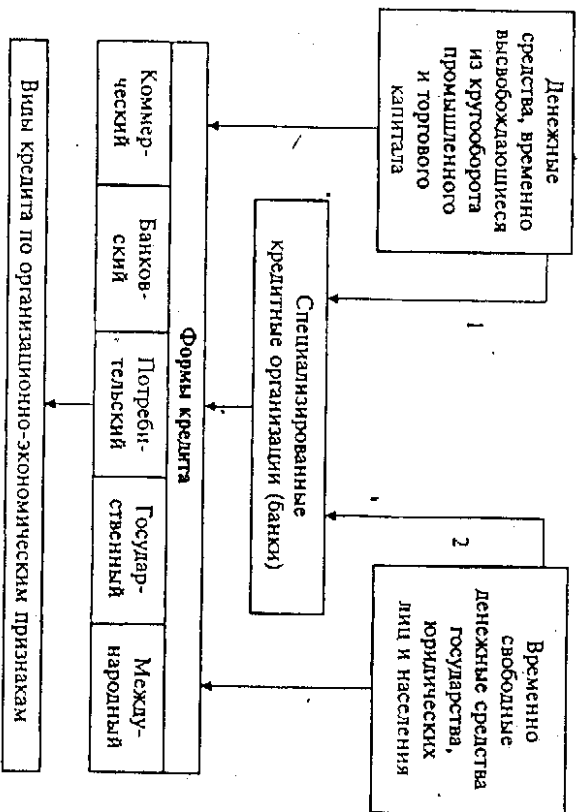 Денежные
средства, временно
высвобождающиеся
из кругооборота
промышленного
и торгового
капитала
Временно
свободные
денежные средства
государства,
юридических
лиц и населения
1
2
Специализированные
кредитные организации (банки)
Формы кредита
Коммер-
ческий
Банков-
ский
Потреби-
тельский
Государ-
ственный
Между-
народный
Виды кредита по организационно-экономическим признакам